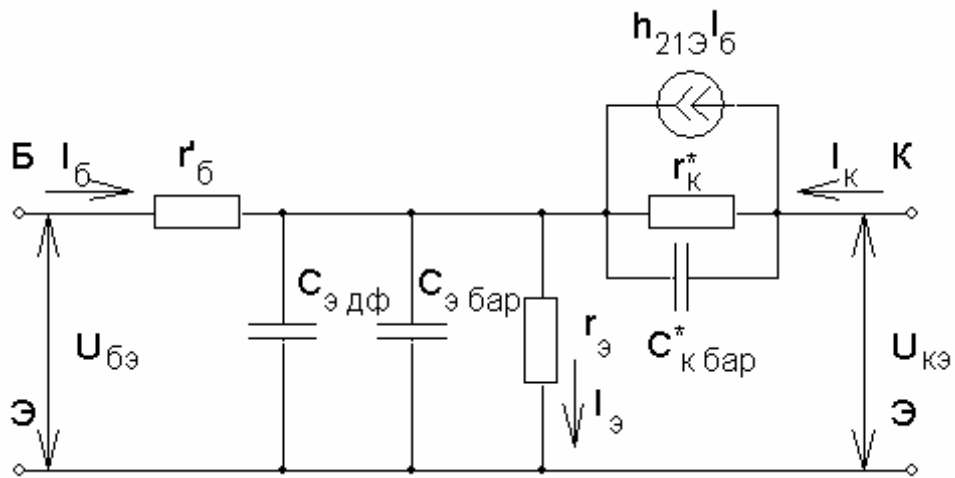 h21ЭIб
Б Iб r'б r*к Iк К
Cэ дф Cэ бар rэ C*к бар
Uбэ Uкэ
Э Iэ Э